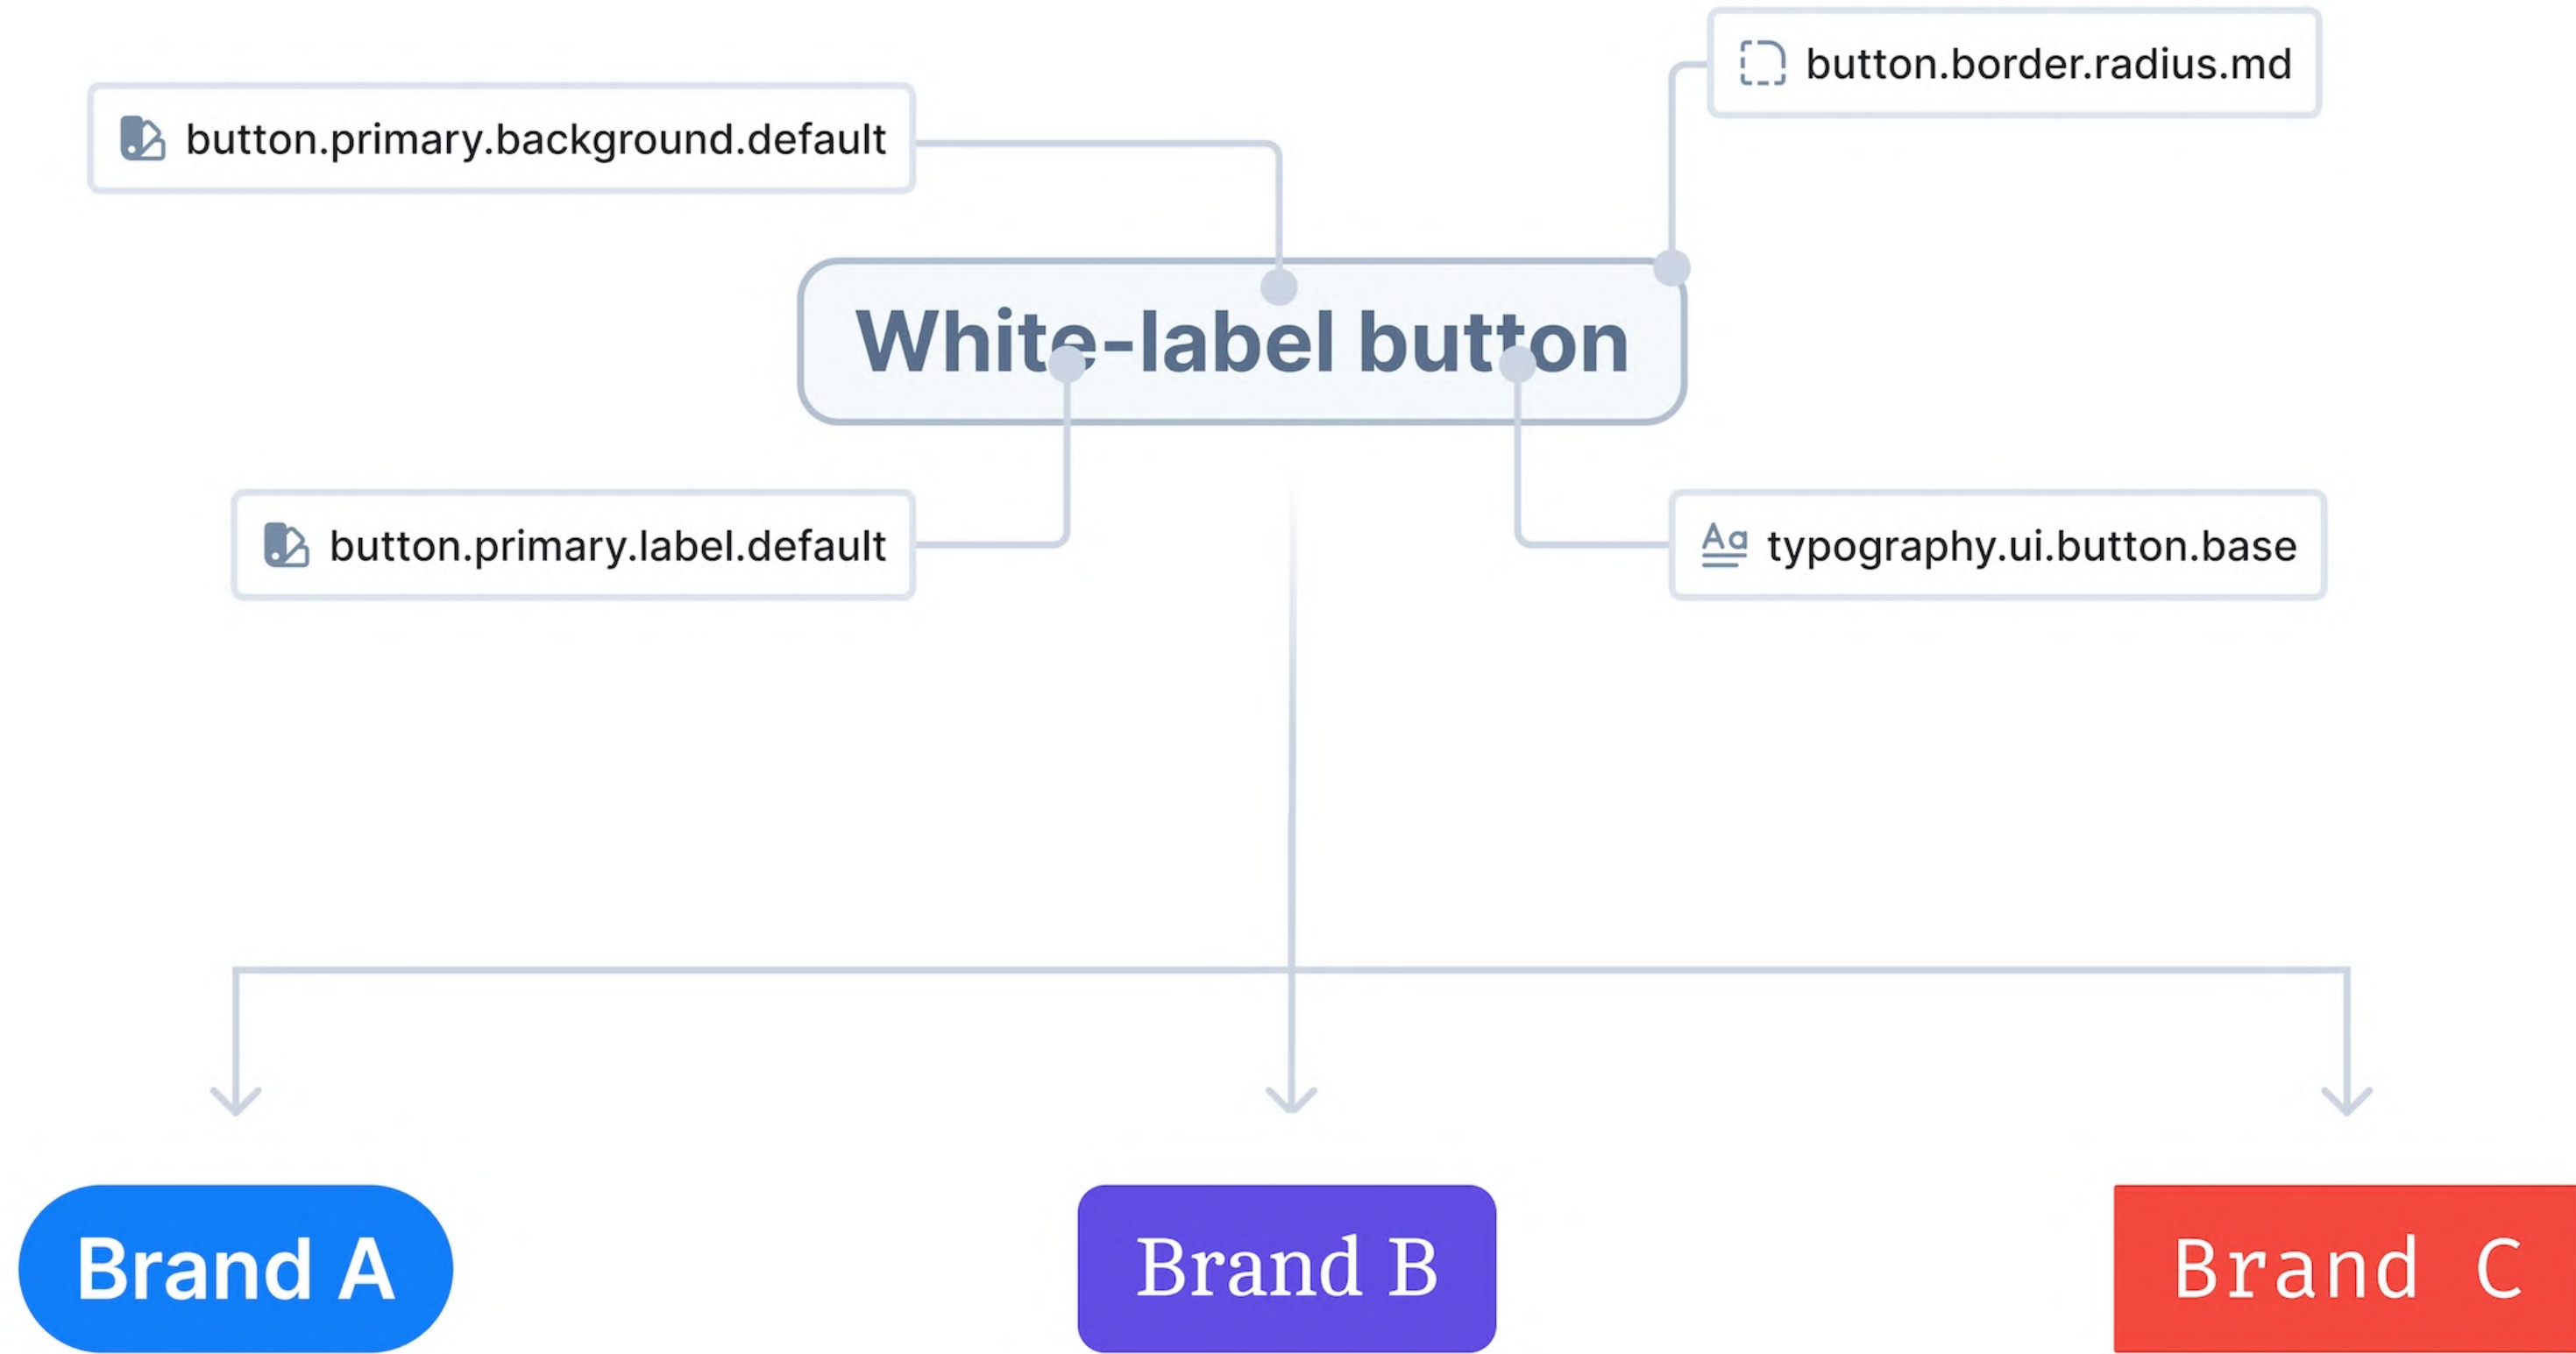 button.border.radius.md
button.primary.background.default
White-label button
button.primary.label.default
Aa typography.ui.button.base
Brand A
Brand B
Brand C